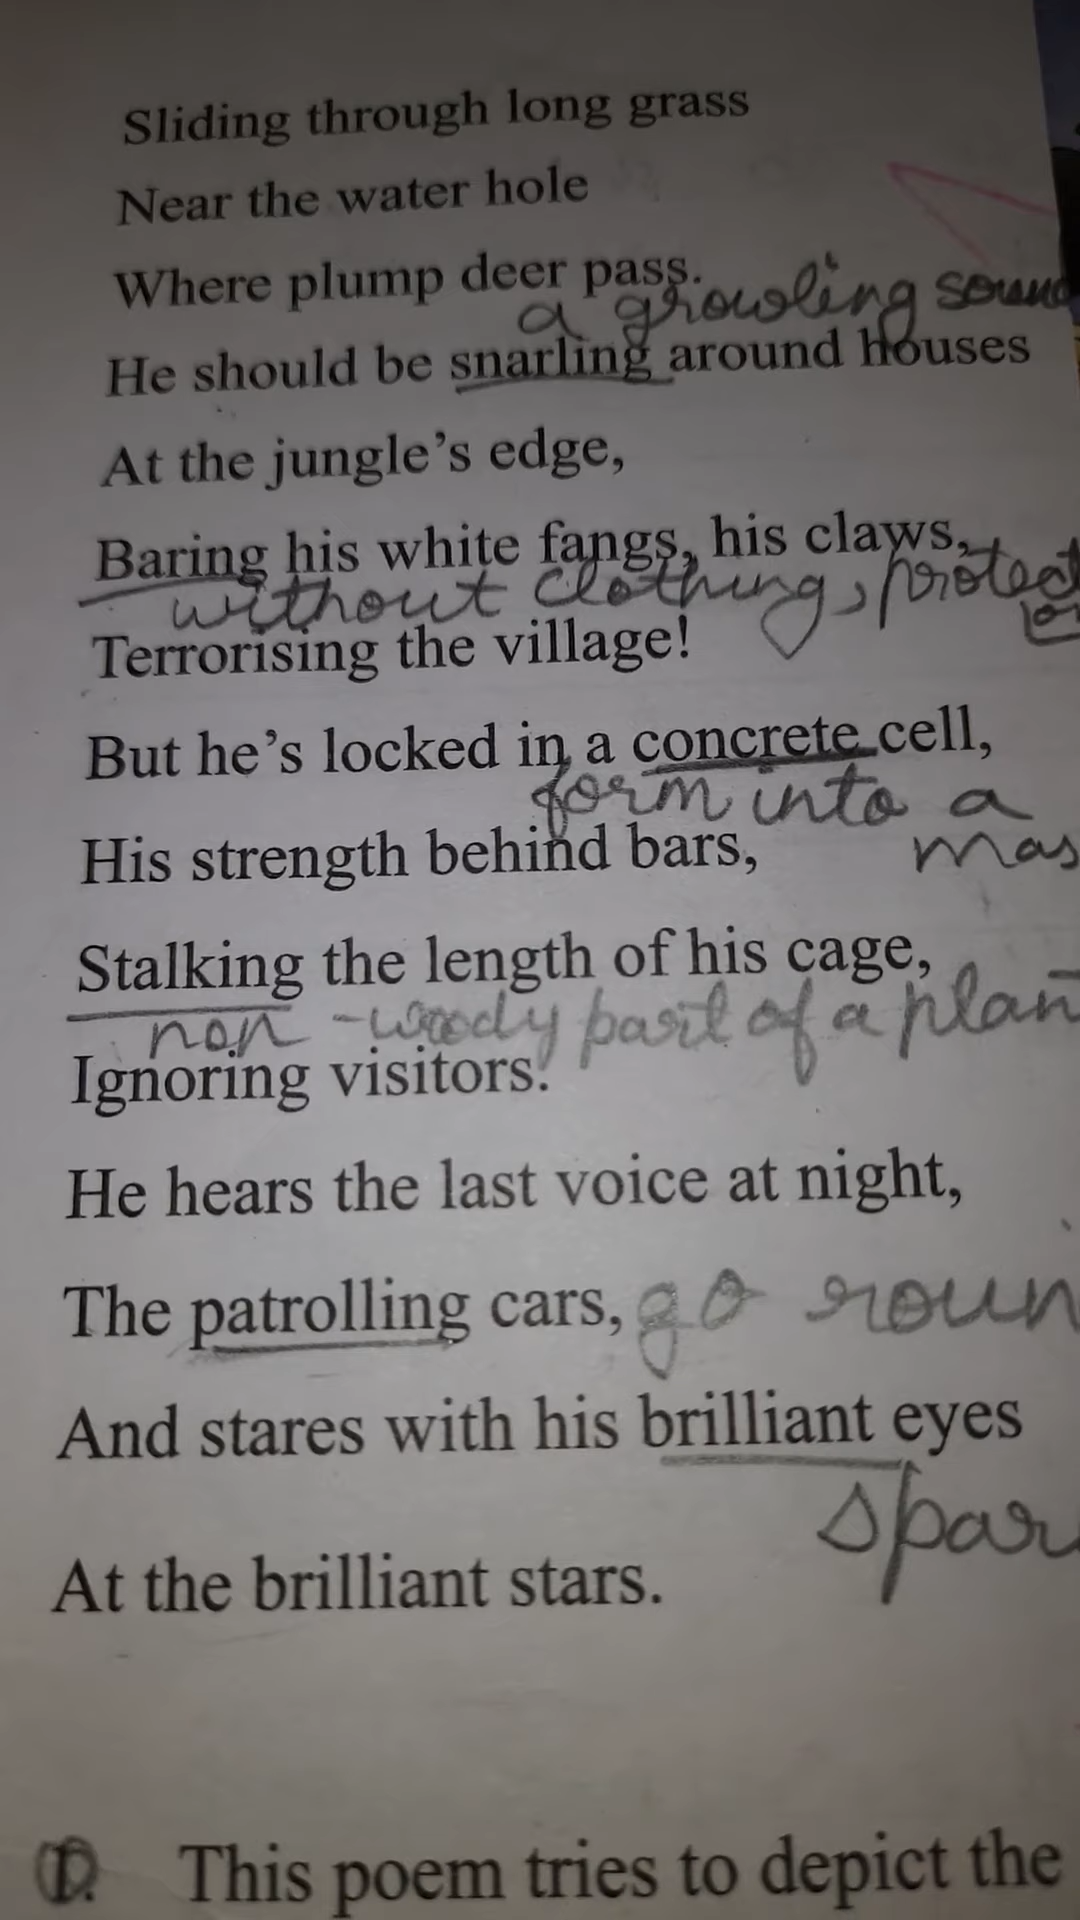 Sliding through long grass
Near the water hole
Where plump deer pass.
a growling sound
He should be snarling around houses
At the jungle's edge,
Baring his white fangs, his claws,
without clothing, protect
or
Terrorising the village!
But he's locked in a concrete cell,
form into a
mas
His strength behind bars,
Stalking the length of his cage,
non-woody part of a plan
Ignoring visitors.
He hears the last voice at night,
The patrolling cars, go roun
And stares with his brilliant eyes
spar
At the brilliant stars.
1. This poem tries to depict the